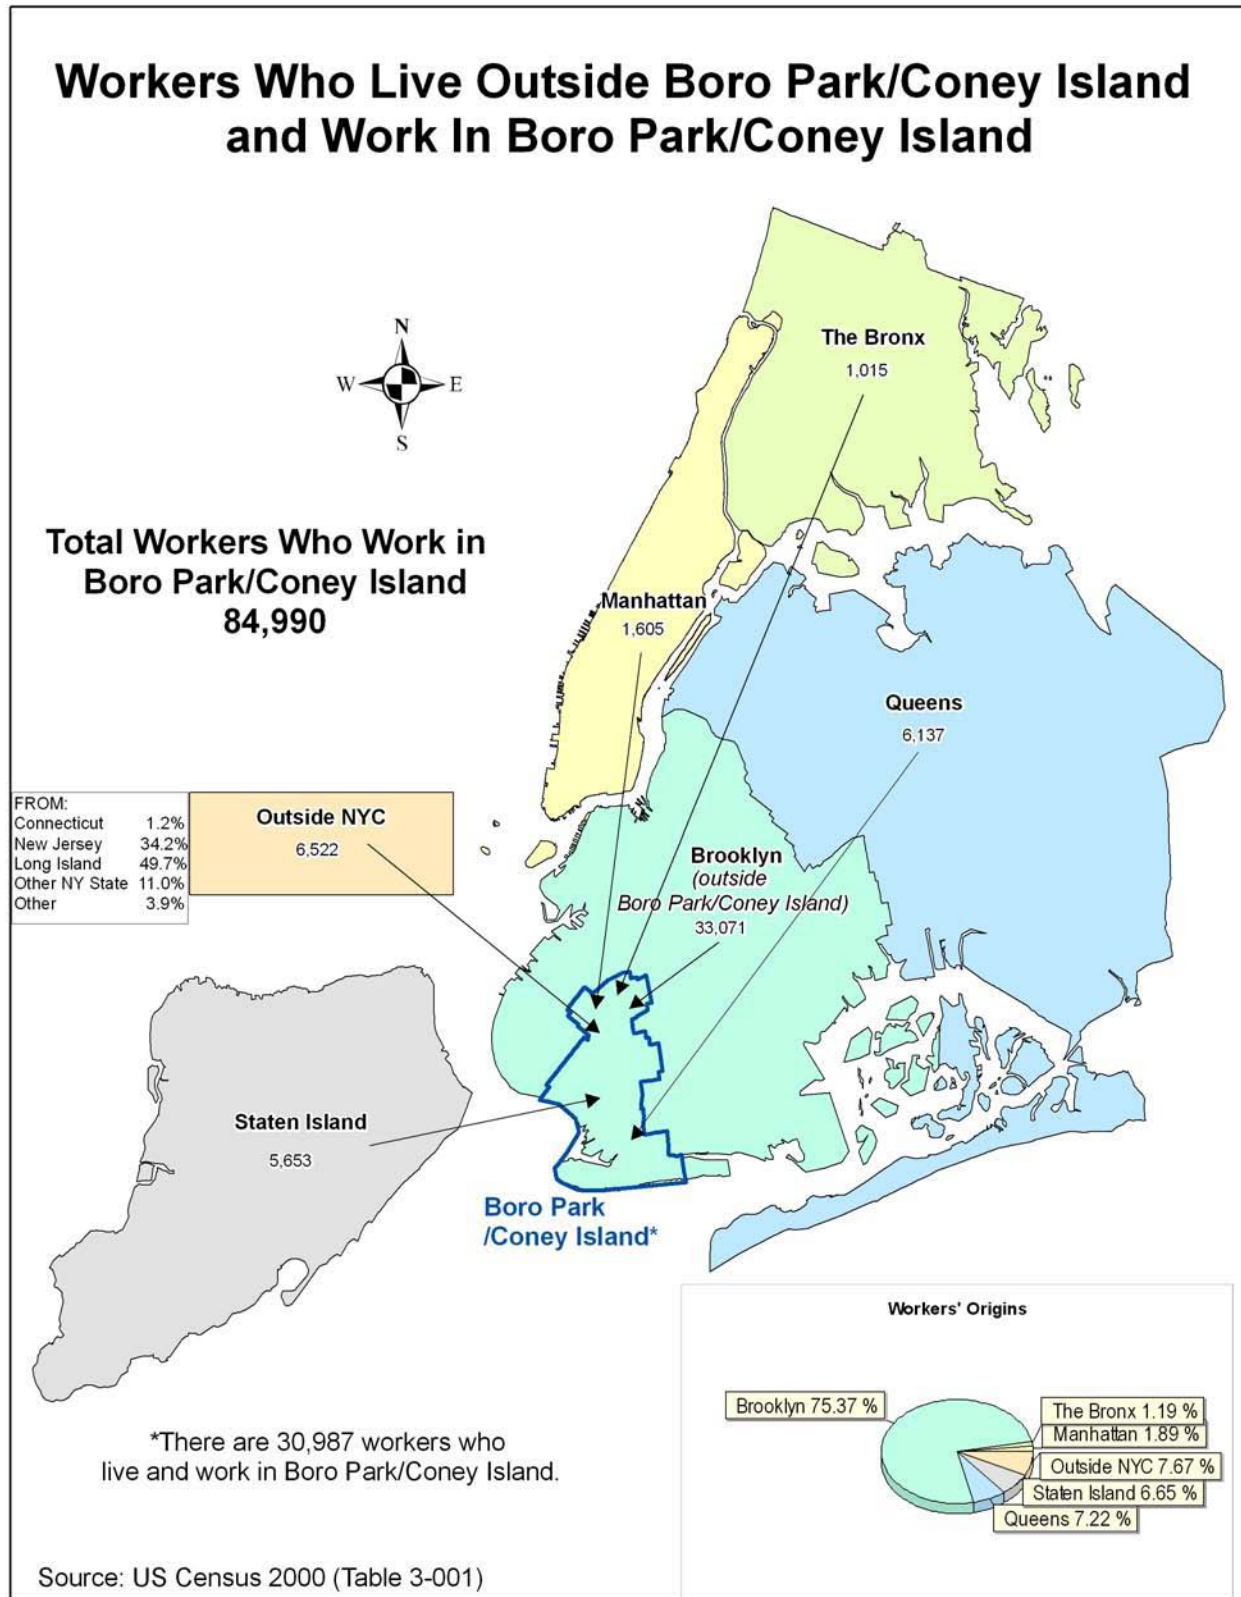 Workers Who Live Outside Boro Park/Coney Island
and Work In Boro Park/Coney Island
N
W E
S
The Bronx
1,015
Total Workers Who Work in
Boro Park/Coney Island
84,990
Manhattan
1,605
Queens
6,137
FROM:
Connecticut 1.2%
New Jersey 34.2%
Long Island 49.7%
Other NY State 11.0%
Other 3.9%
Outside NYC
6,522
Brooklyn
(outside
Boro Park/Coney Island)
33,071
Staten Island
5,653
Boro Park
/Coney Island*
*There are 30,987 workers who
live and work in Boro Park/Coney Island.
Workers' Origins
Brooklyn 75.37 %
The Bronx 1.19 %
Manhattan 1.89 %
Outside NYC 7.67 %
Staten Island 6.65 %
Queens 7.22 %
Source: US Census 2000 (Table 3-001)